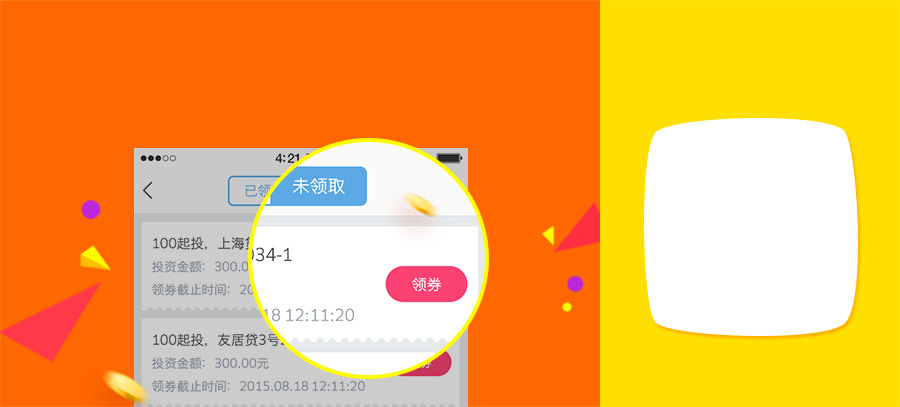 4:21
已领
未领取
100起投，上海
034-1
投资金额：300.0
领券
领券截止时间：20
.18 12:11:20
100起投，友居贷3号
投资金额：300.00元
券
领券截止时间：2015.08.18 12:11:20